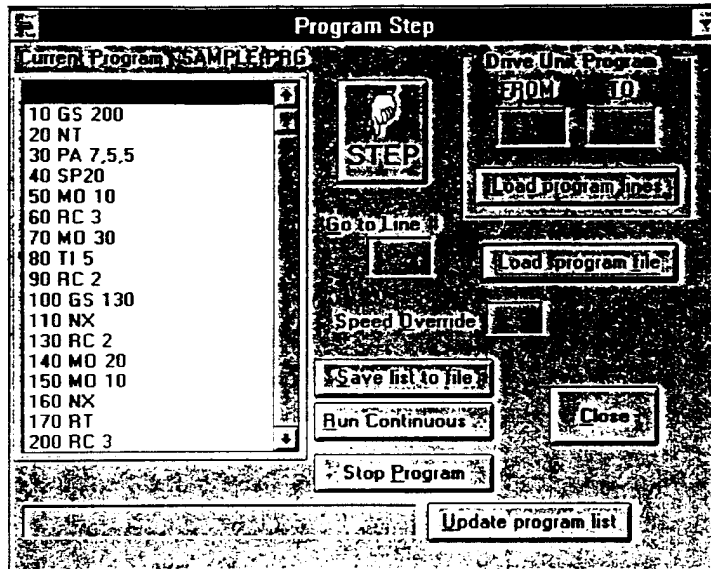 Program Step
Current Program SAMPLE.PRG
10 GS 200
20 NT
30 PA 7,5,5
40 SP20
50 MO 10
60 RC 3
70 MO 30
80 TI 5
90 RC 2
100 GS 130
110 NX
130 RC 2
140 MO 20
150 MO 10
160 NX
170 RT
200 RC 3
STEP
Go to Line #
Speed Override
Save list to file
Run Continuous
Stop Program
Drive Unit Program
FROM TO
Load program lines
Load program file
Close
Update program list